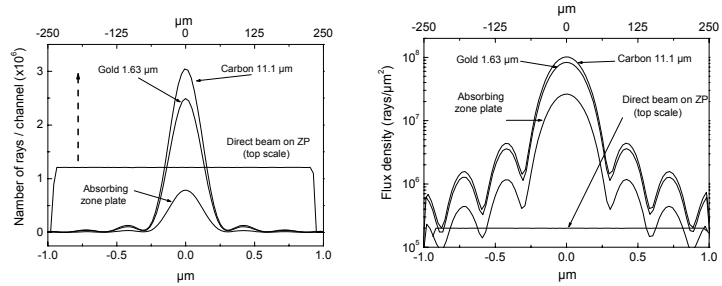 µm
-250 -125 0 125 250
Number of rays / channel (x10⁶)
3
2
1
0
Gold 1.63 µm
Carbon 11.1 µm
Direct beam on ZP
(top scale)
Absorbing
zone plate
-1.0 -0.5 0.0 0.5 1.0
µm
µm
-250 -125 0 125 250
Flux density (rays/µm²)
10⁸
10⁷
10⁶
10⁵
Gold 1.63 µm
Carbon 11.1 µm
Absorbing
zone plate
Direct beam on ZP
(top scale)
-1.0 -0.5 0.0 0.5 1.0
µm